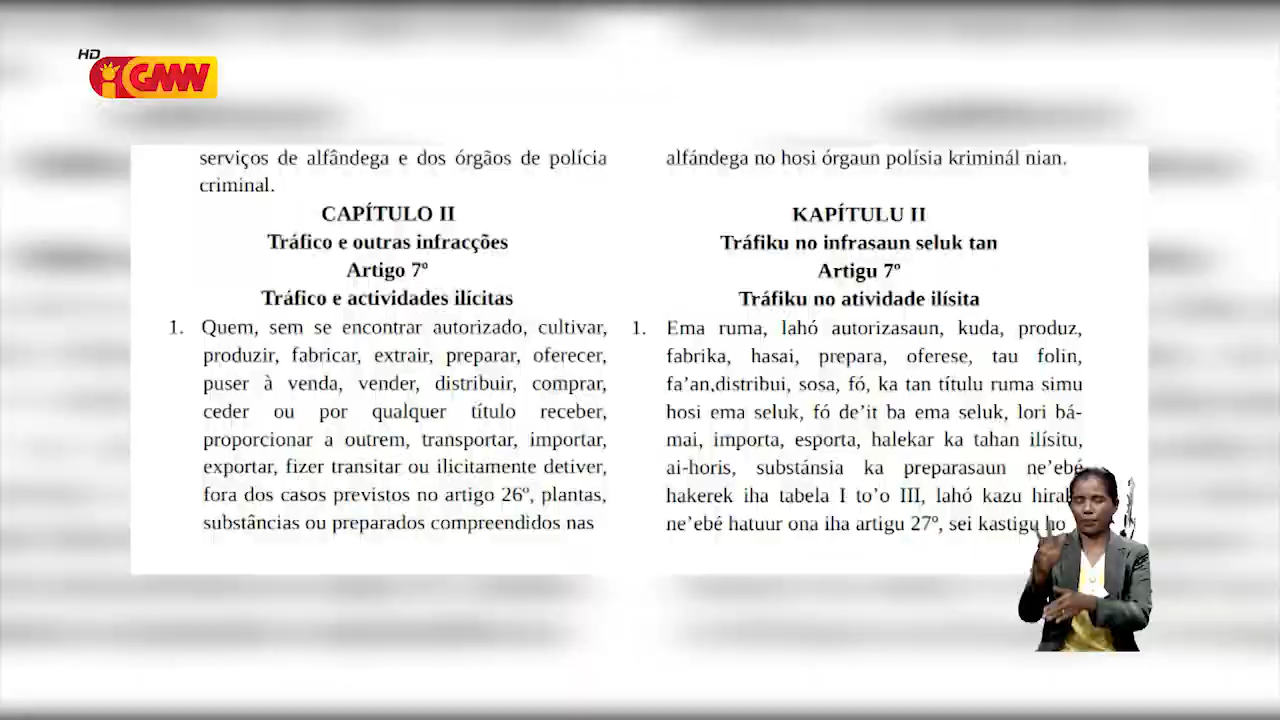 HD
GMN
serviços de alfândega e dos órgãos de polícia
criminal.
CAPÍTULO II
Tráfico e outras infracções
Artigo 7º
Tráfico e actividades ilícitas
1. Quem, sem se encontrar autorizado, cultivar,
produzir, fabricar, extrair, preparar, oferecer,
puser à venda, vender, distribuir, comprar,
ceder ou por qualquer título receber,
proporcionar a outrem, transportar, importar,
exportar, fizer transitar ou ilicitamente detiver,
fora dos casos previstos no artigo 26º, plantas,
substâncias ou preparados compreendidos nas
alfándega no hosi órgaun polísia kriminál nian.
KAPÍTULU II
Tráfiku no infrasaun seluk tan
Artigu 7º
Tráfiku no atividade ilísita
1. Ema ruma, lahó autorizasaun, kuda, produz,
fabrika, hasai, prepara, oferese, tau folin,
fa’an,distribui, sosa, fó, ka tan títulu ruma simu
hosi ema seluk, fó de’it ba ema seluk, lori bá-
mai, importa, esporta, halekar ka tahan ilísitu,
ai-horis, substánsia ka preparasaun ne’ebé
hakerek iha tabela I to’o III, lahó kazu
ne’ebé hatuur ona iha artigu 27º, sei kastigu ho